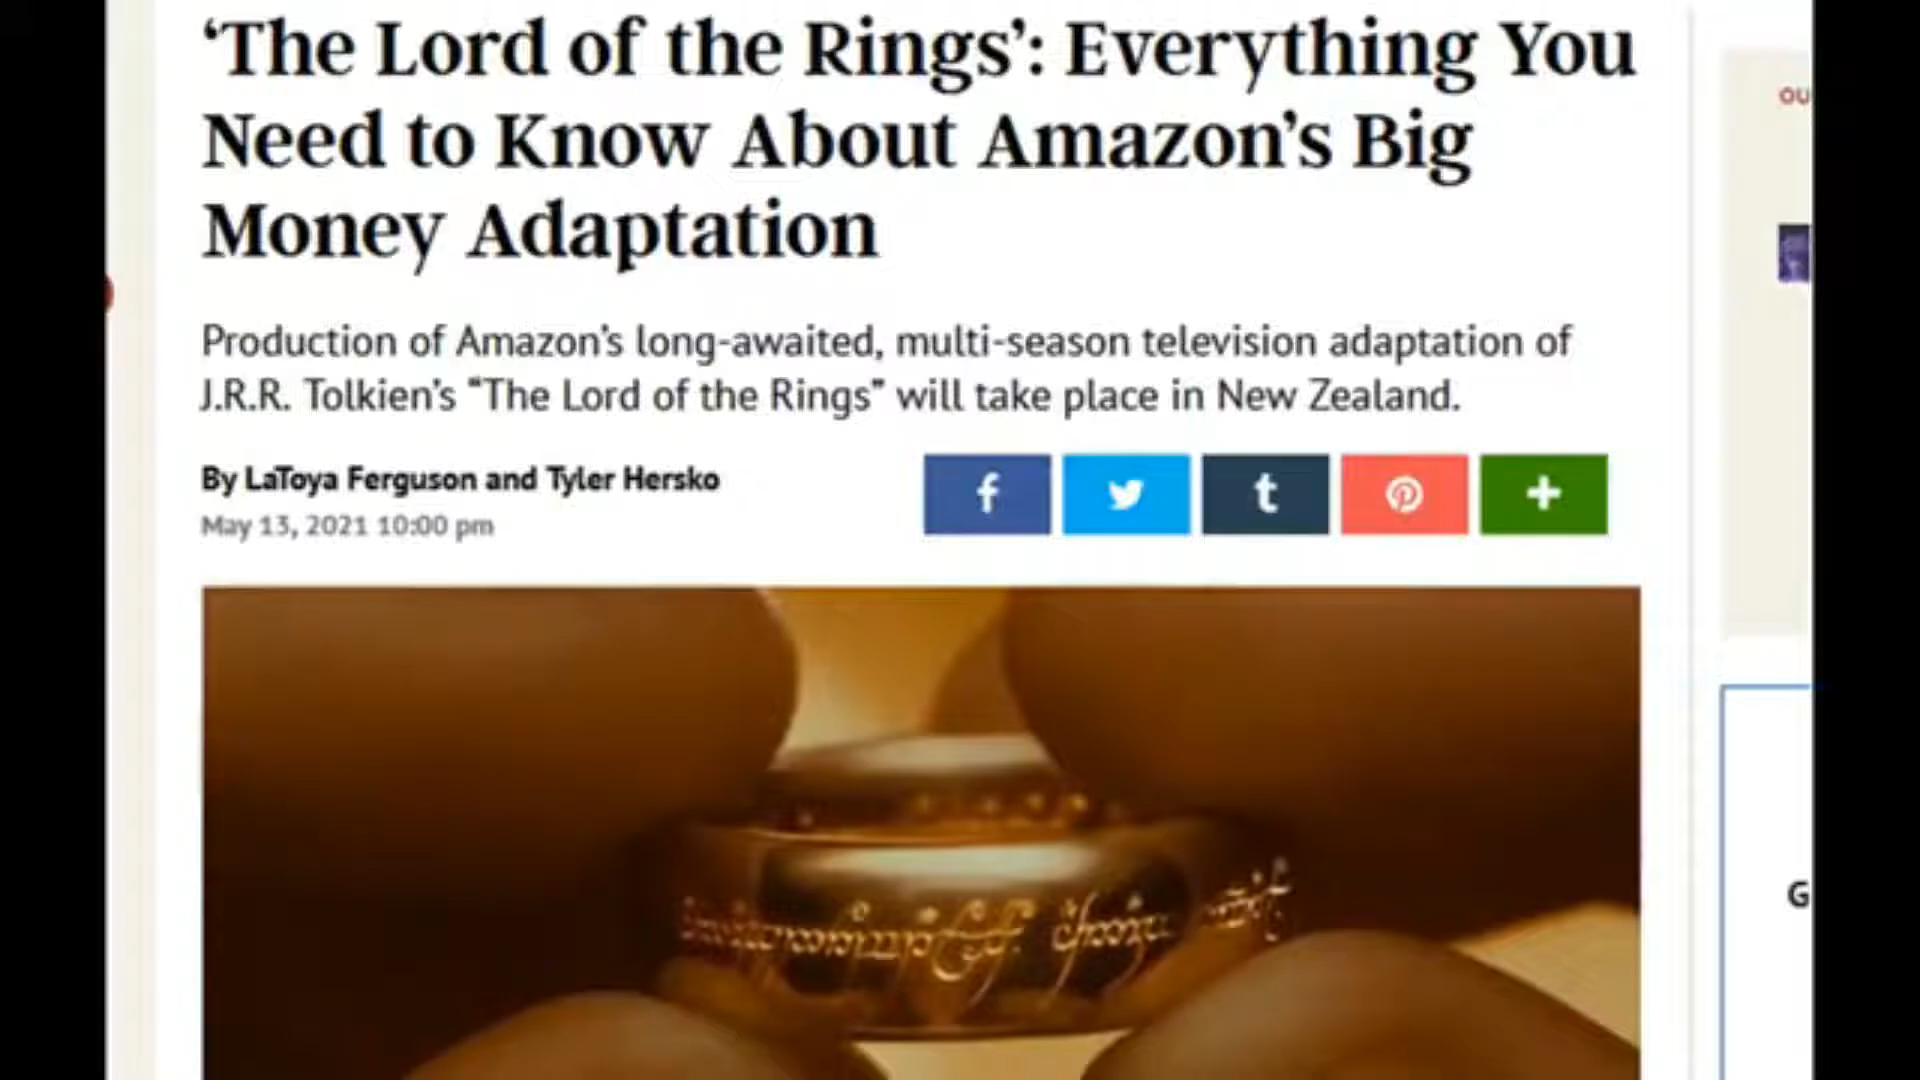 ‘The Lord of the Rings’: Everything You
Need to Know About Amazon’s Big
Money Adaptation
Production of Amazon’s long-awaited, multi-season television adaptation of
J.R.R. Tolkien’s “The Lord of the Rings” will take place in New Zealand.
By LaToya Ferguson and Tyler Hersko
May 13, 2021 10:00 pm